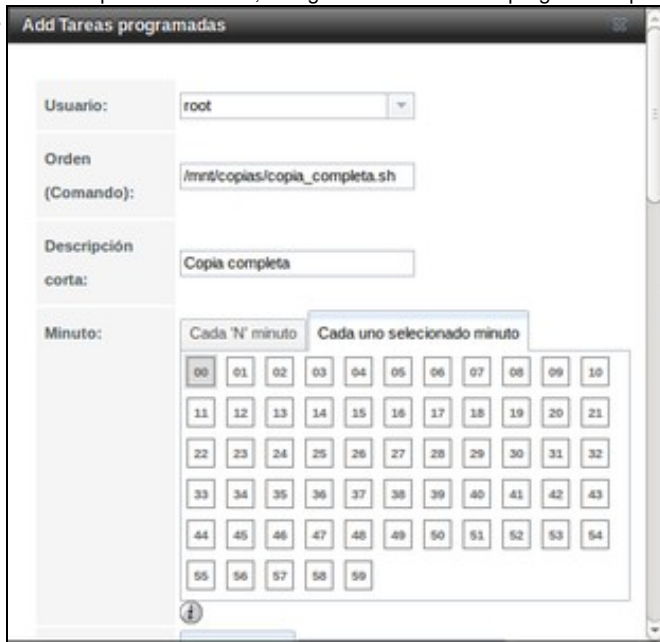 Add Tareas programadas
Usuario:
root
Orden
(Comando):
/mnt/copias/copia_completa.sh
Descripción
corta:
Copia completa
Minuto:
Cada 'N' minuto
Cada uno selecionado minuto
00 01 02 03 04 05 06 07 08 09 10
11 12 13 14 15 16 17 18 19 20 21
22 23 24 25 26 27 28 29 30 31 32
33 34 35 36 37 38 39 40 41 42 43
44 45 46 47 48 49 50 51 52 53 54
55 56 57 58 59
i